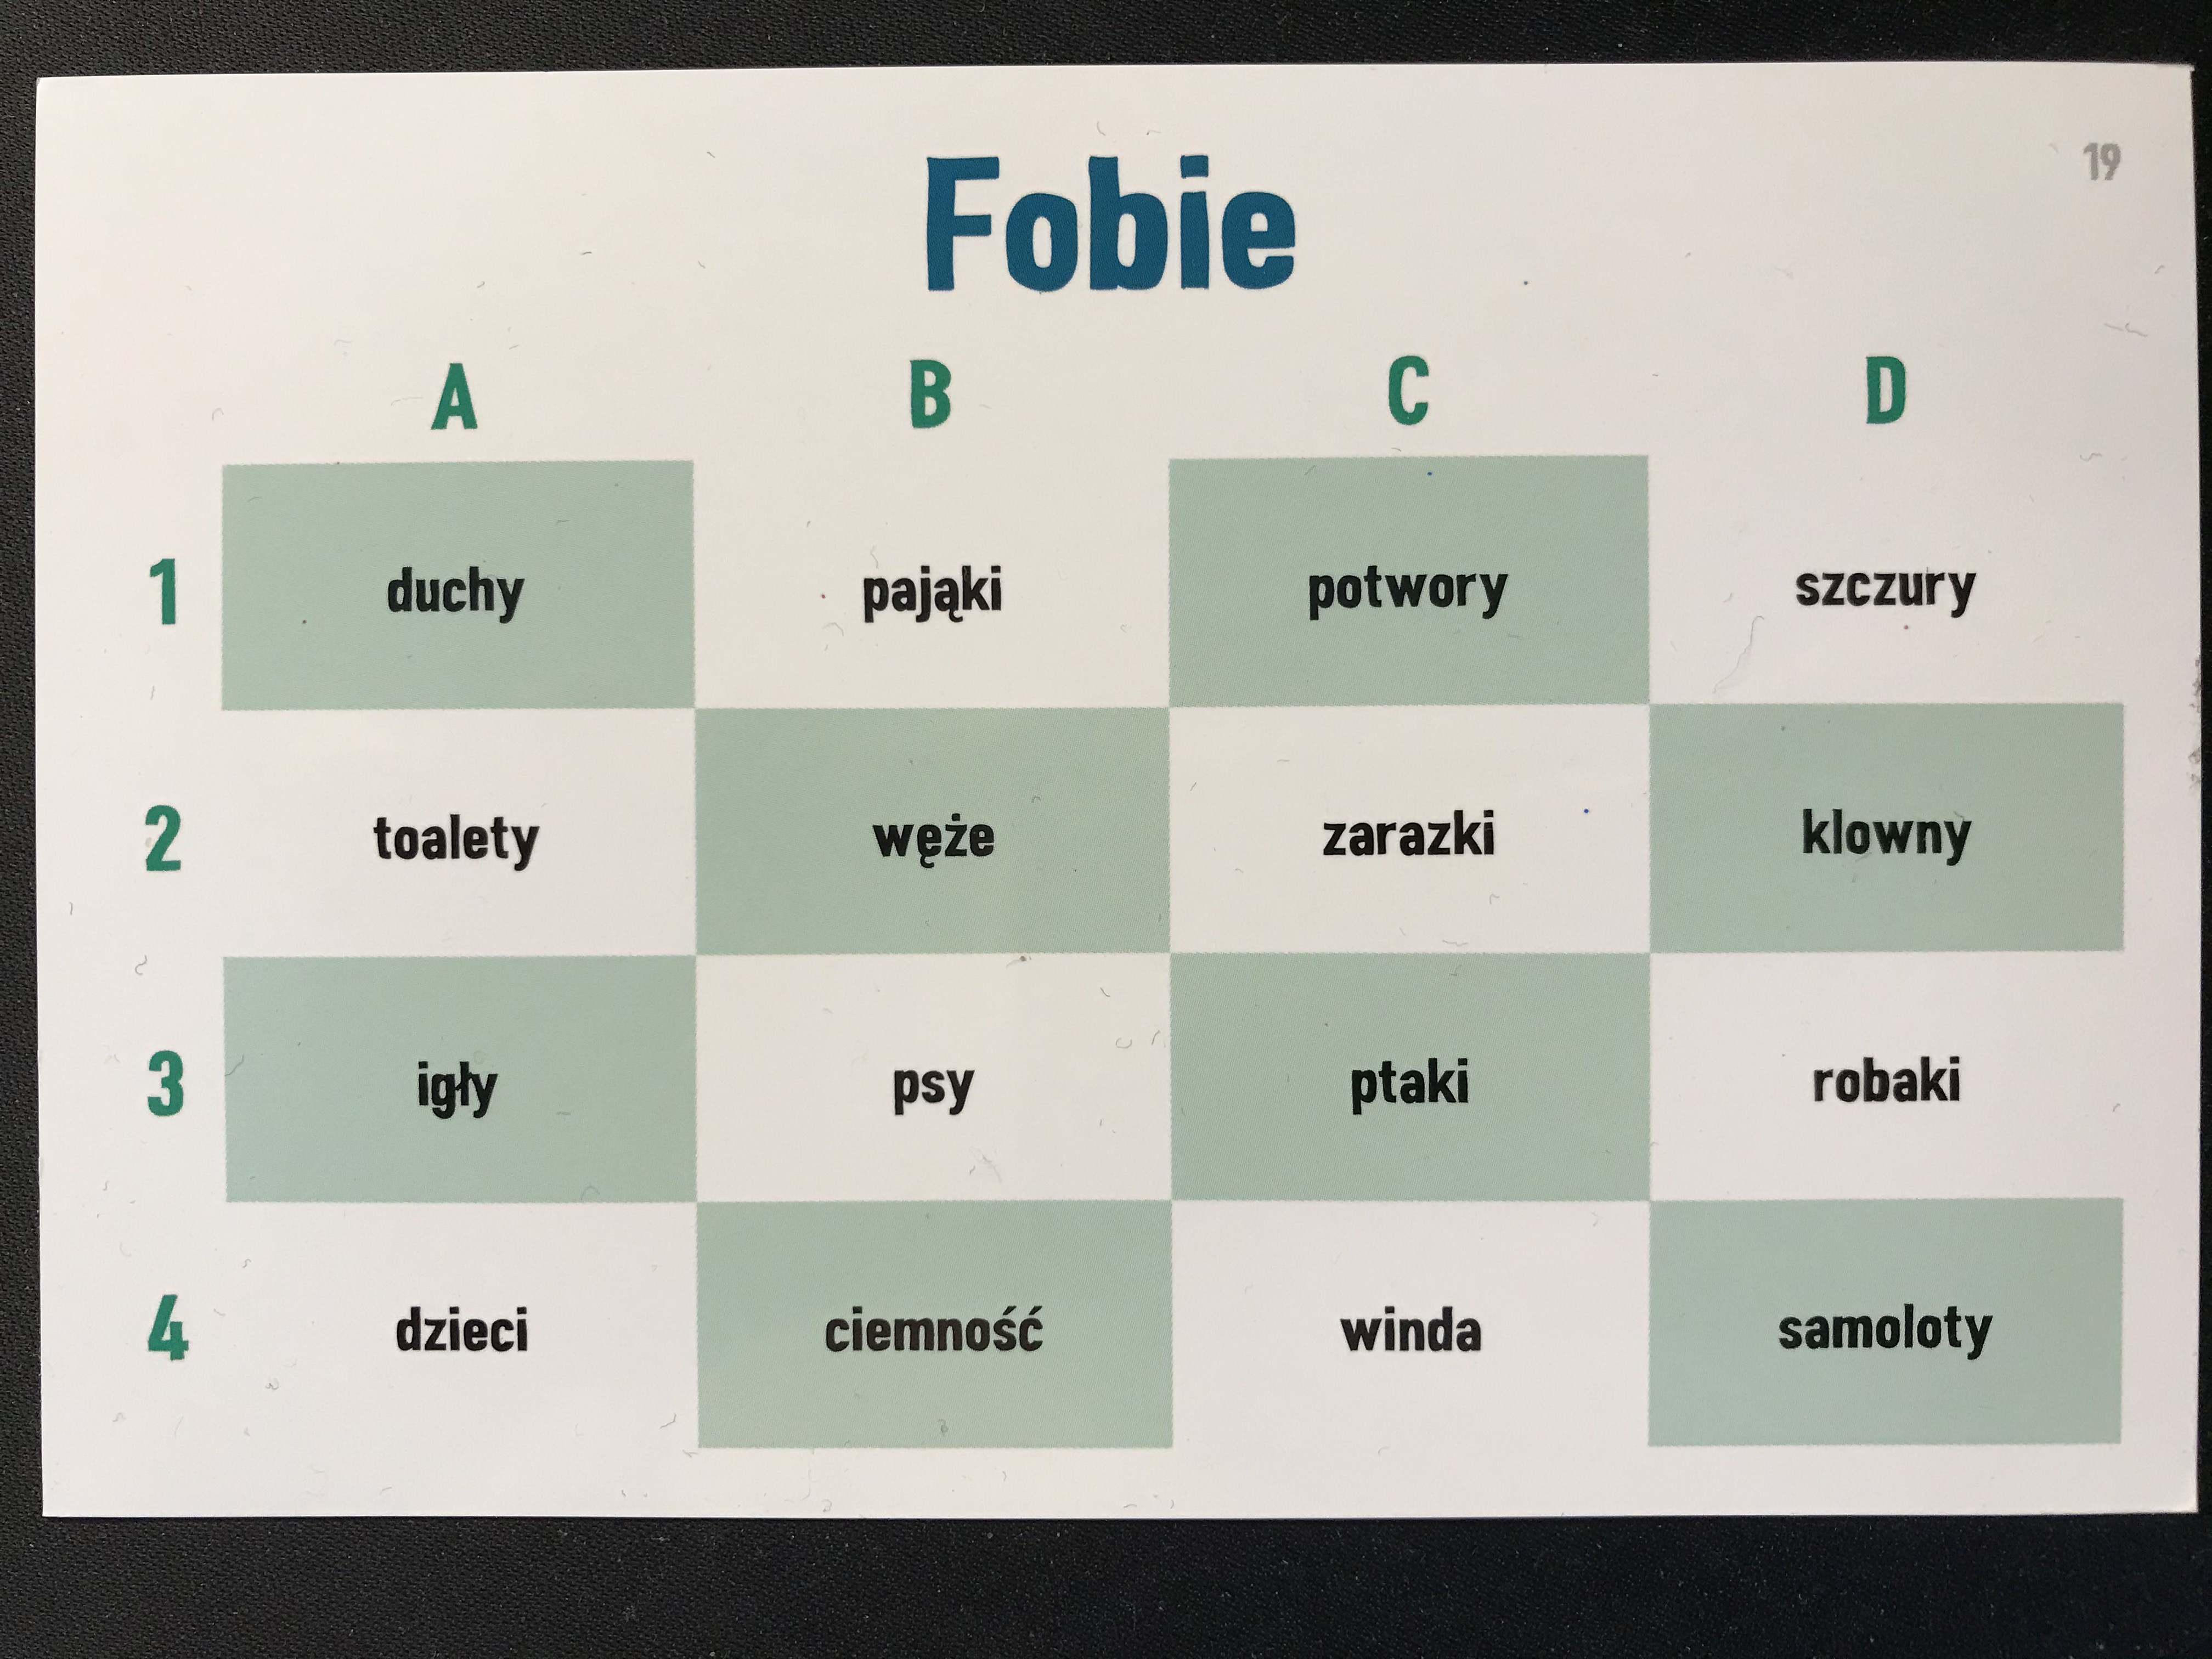 19
Fobie
A B C D
1 duchy pająki potwory szczury
2 toalety węże zarazki klowny
3 igły psy ptaki robaki
4 dzieci ciemność winda samoloty